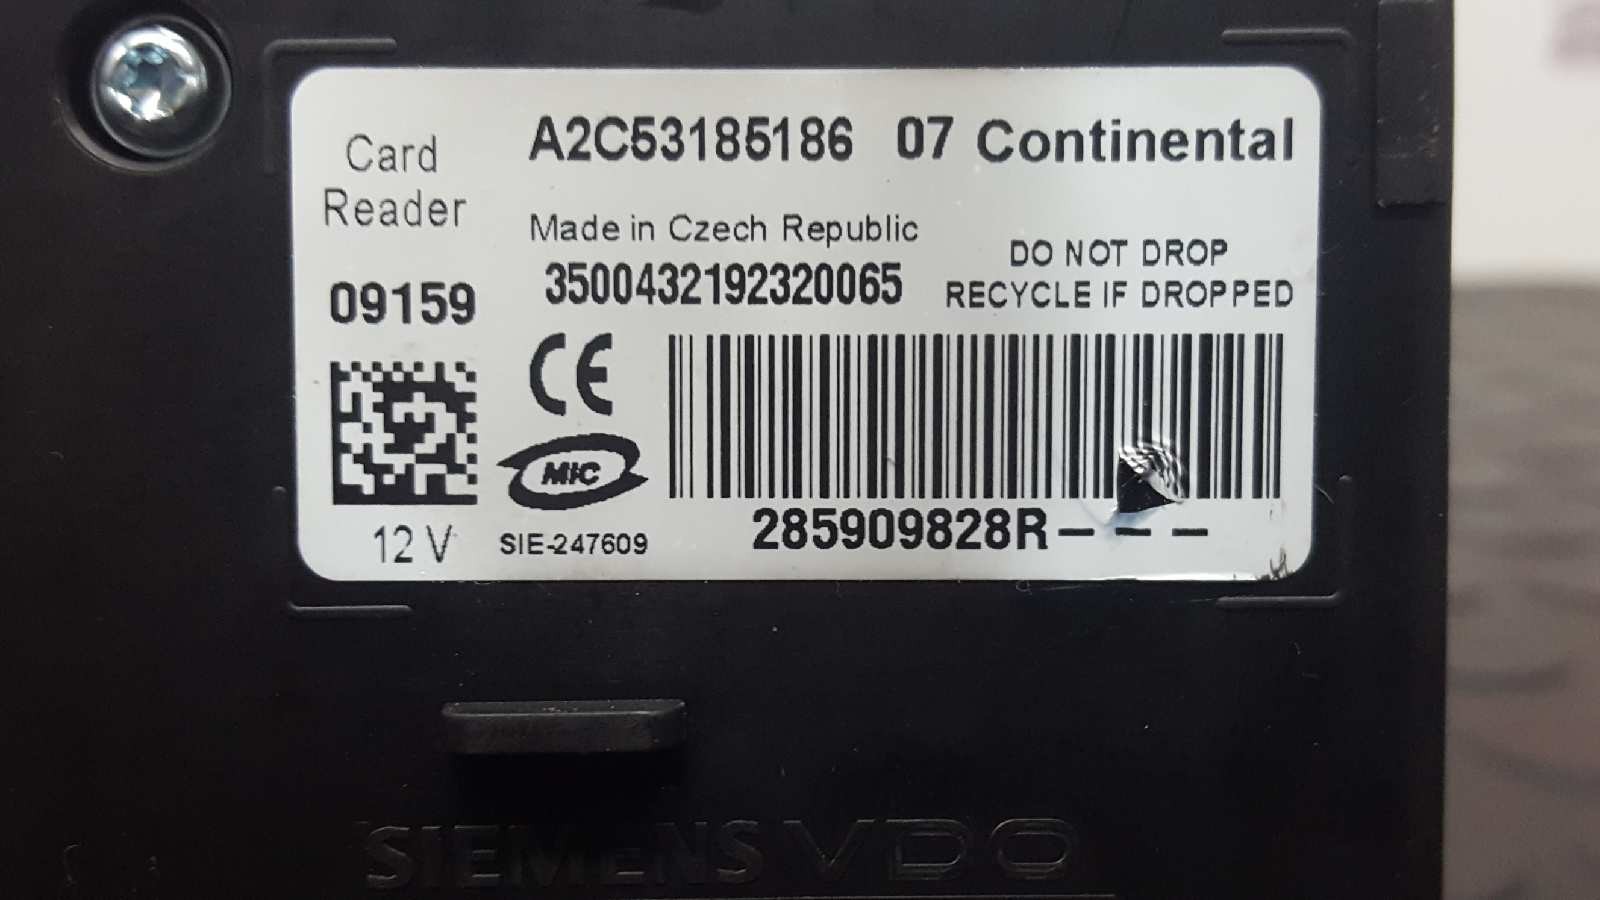 Card
Reader
09159
12 V
A2C53185186 07 Continental
Made in Czech Republic
3500432192320065
DO NOT DROP
RECYCLE IF DROPPED
CE
MIC
SIE-247609
285909828R---
SIEMENS VDO